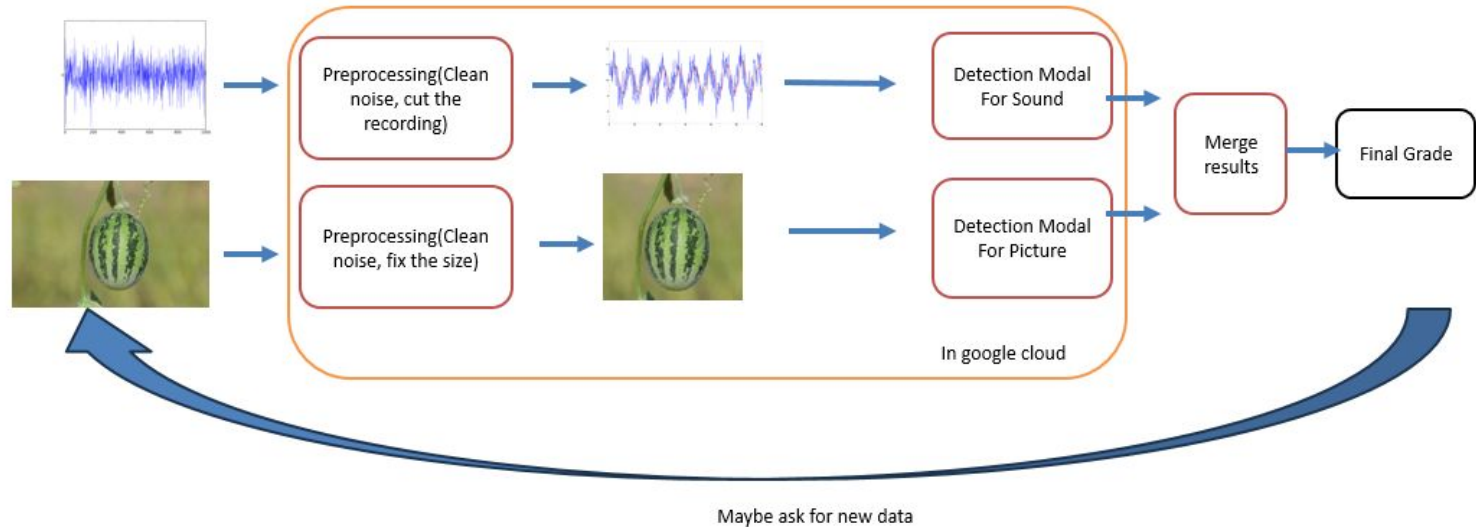 Preprocessing(Clean
noise, cut the
recording)
Detection Modal
For Sound
Merge
results
Final Grade
Preprocessing(Clean
noise, fix the size)
Detection Modal
For Picture
In google cloud
Maybe ask for new data